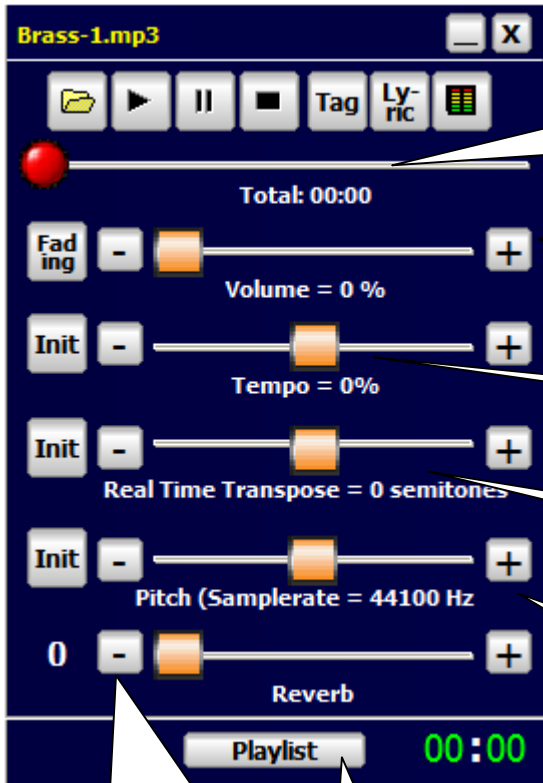 Brass-1.mp3 _ X
Tag Ly-
ric
Total: 00:00
Fad
ing - +
Volume = 0 %
Init - +
Tempo = 0%
Init - +
Real Time Transpose = 0 semitones
Init - +
Pitch (Samplerate = 44100 Hz
0 - +
Reverb
Playlist 00:00